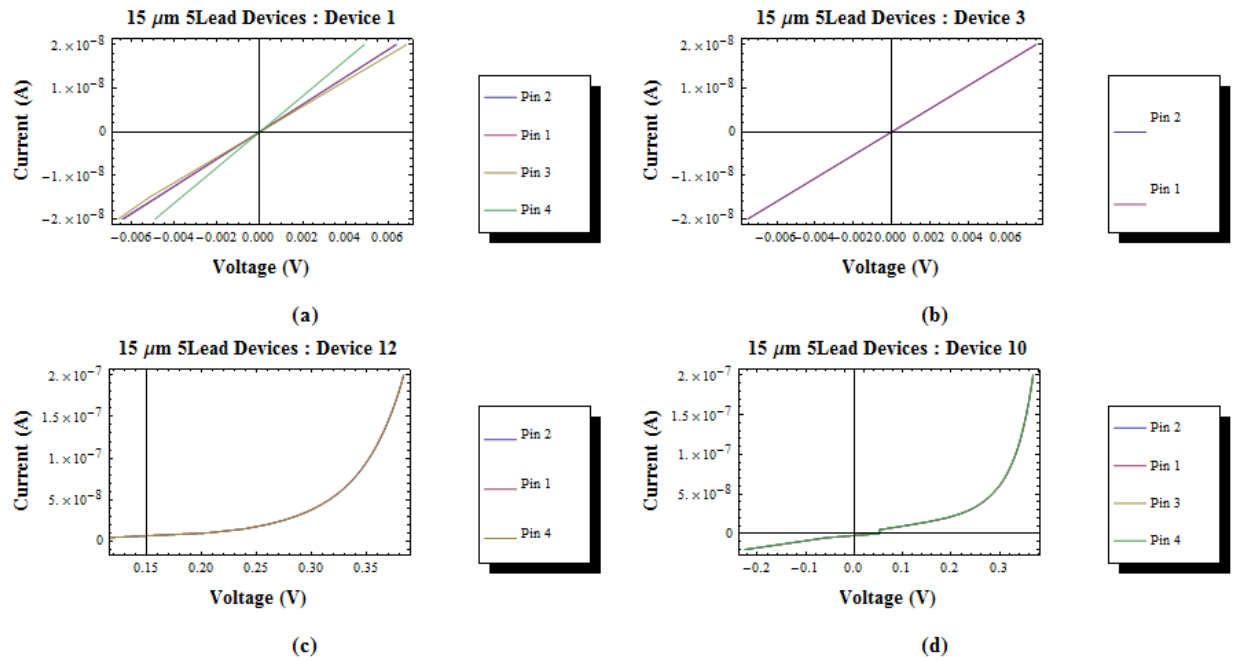 15 μm 5Lead Devices : Device 1
Current (A)
2.×10⁻⁸
1.×10⁻⁸
0
−1.×10⁻⁸
−2.×10⁻⁸
−0.006 −0.004 −0.002 0.000 0.002 0.004 0.006
Voltage (V)
Pin 2
Pin 1
Pin 3
Pin 4
(a)
15 μm 5Lead Devices : Device 3
Current (A)
2.×10⁻⁸
1.×10⁻⁸
0
−1.×10⁻⁸
−2.×10⁻⁸
−0.006−0.004−0.0020.000 0.002 0.004 0.006
Voltage (V)
Pin 2
Pin 1
(b)
15 μm 5Lead Devices : Device 12
Current (A)
2.×10⁻⁷
1.5×10⁻⁷
1.×10⁻⁷
5.×10⁻⁸
0
0.15 0.20 0.25 0.30 0.35
Voltage (V)
Pin 2
Pin 1
Pin 4
(c)
15 μm 5Lead Devices : Device 10
Current (A)
2.×10⁻⁷
1.5×10⁻⁷
1.×10⁻⁷
5.×10⁻⁸
0
−0.2 −0.1 0.0 0.1 0.2 0.3
Voltage (V)
Pin 2
Pin 1
Pin 3
Pin 4
(d)